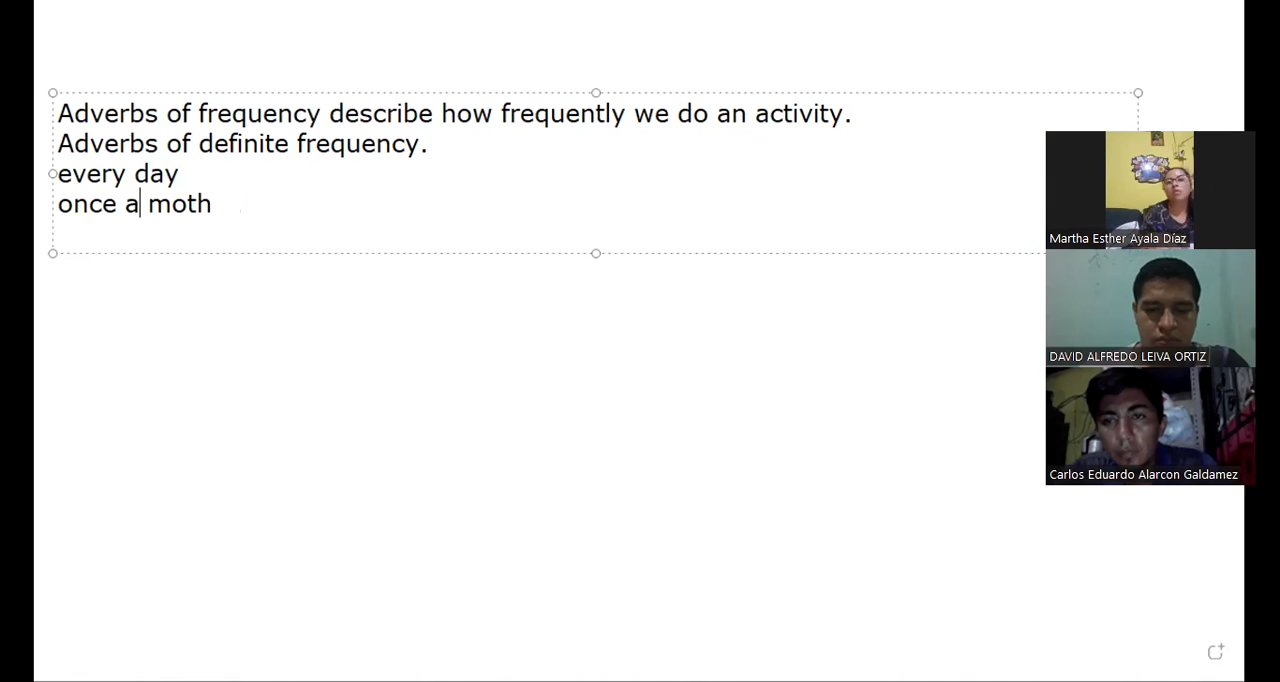 Adverbs of frequency describe how frequently we do an activity.
Adverbs of definite frequency.
every day
once a moth
Martha Esther Ayala Díaz
DAVID ALFREDO LEIVA ORTIZ
Carlos Eduardo Alarcon Galdamez